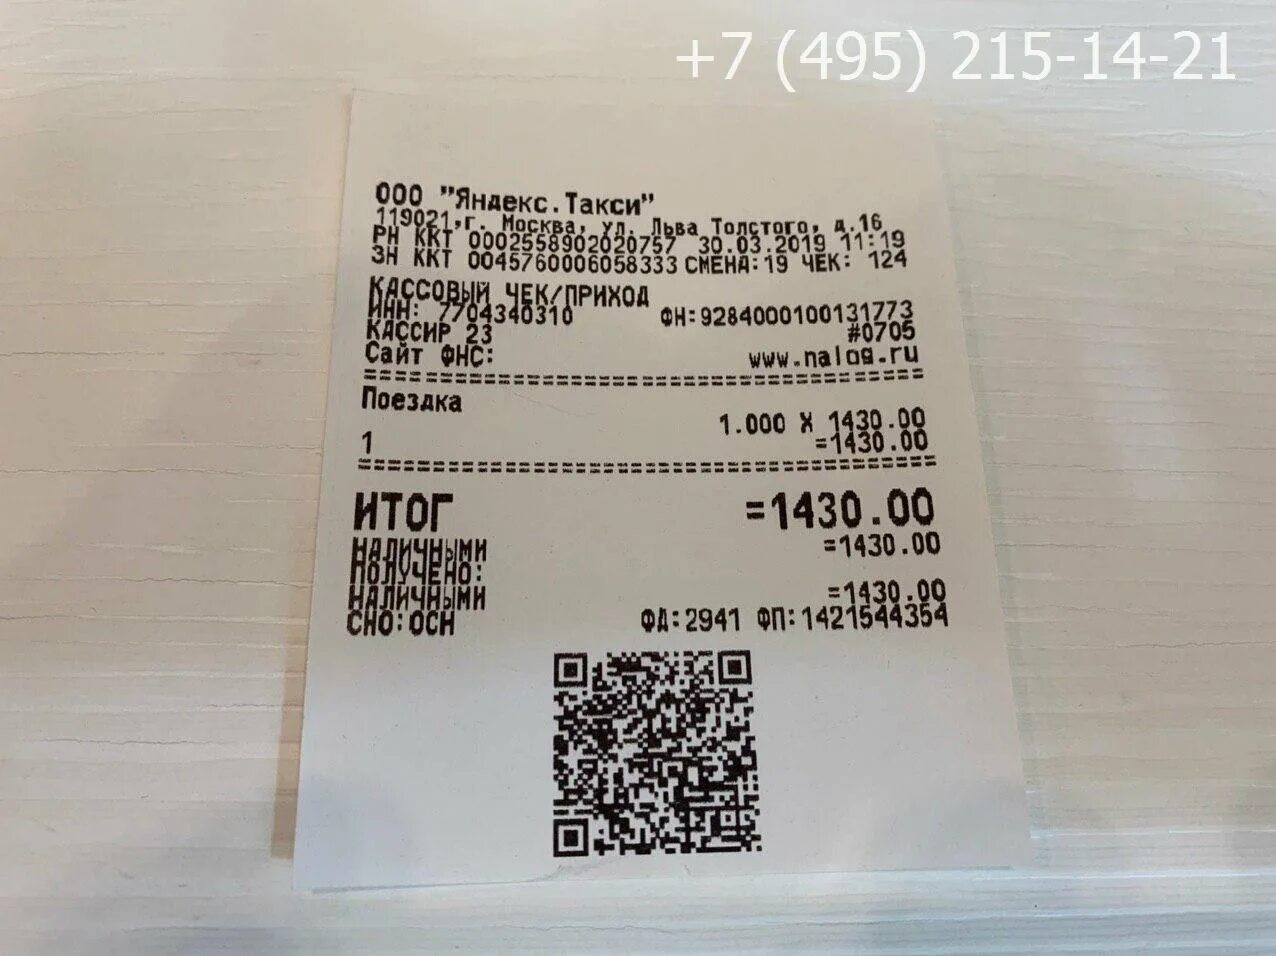 +7 (495) 215-14-21
ООО "Яндекс.Такси"
119021,г. Москва, ул. Льва Толстого, д.16
РН ККТ 0002558902020757 30.03.2019 11:19
ЗН ККТ 0045760006058333 СМЕНА:19 ЧЕК: 124
КАССОВЫЙ ЧЕК/ПРИХОД
ИНН: 7704340310 ФН:9284000100131773
КАССИР 23 #0705
Сайт ФНС: www.nalog.ru
Поездка
1.000 X 1430.00
1 =1430.00
ИТОГ =1430.00
НАЛИЧНЫМИ =1430.00
ПОЛУЧЕНО:
НАЛИЧНЫМИ =1430.00
СНО:ОСН ФД:2941 ФП:1421544354